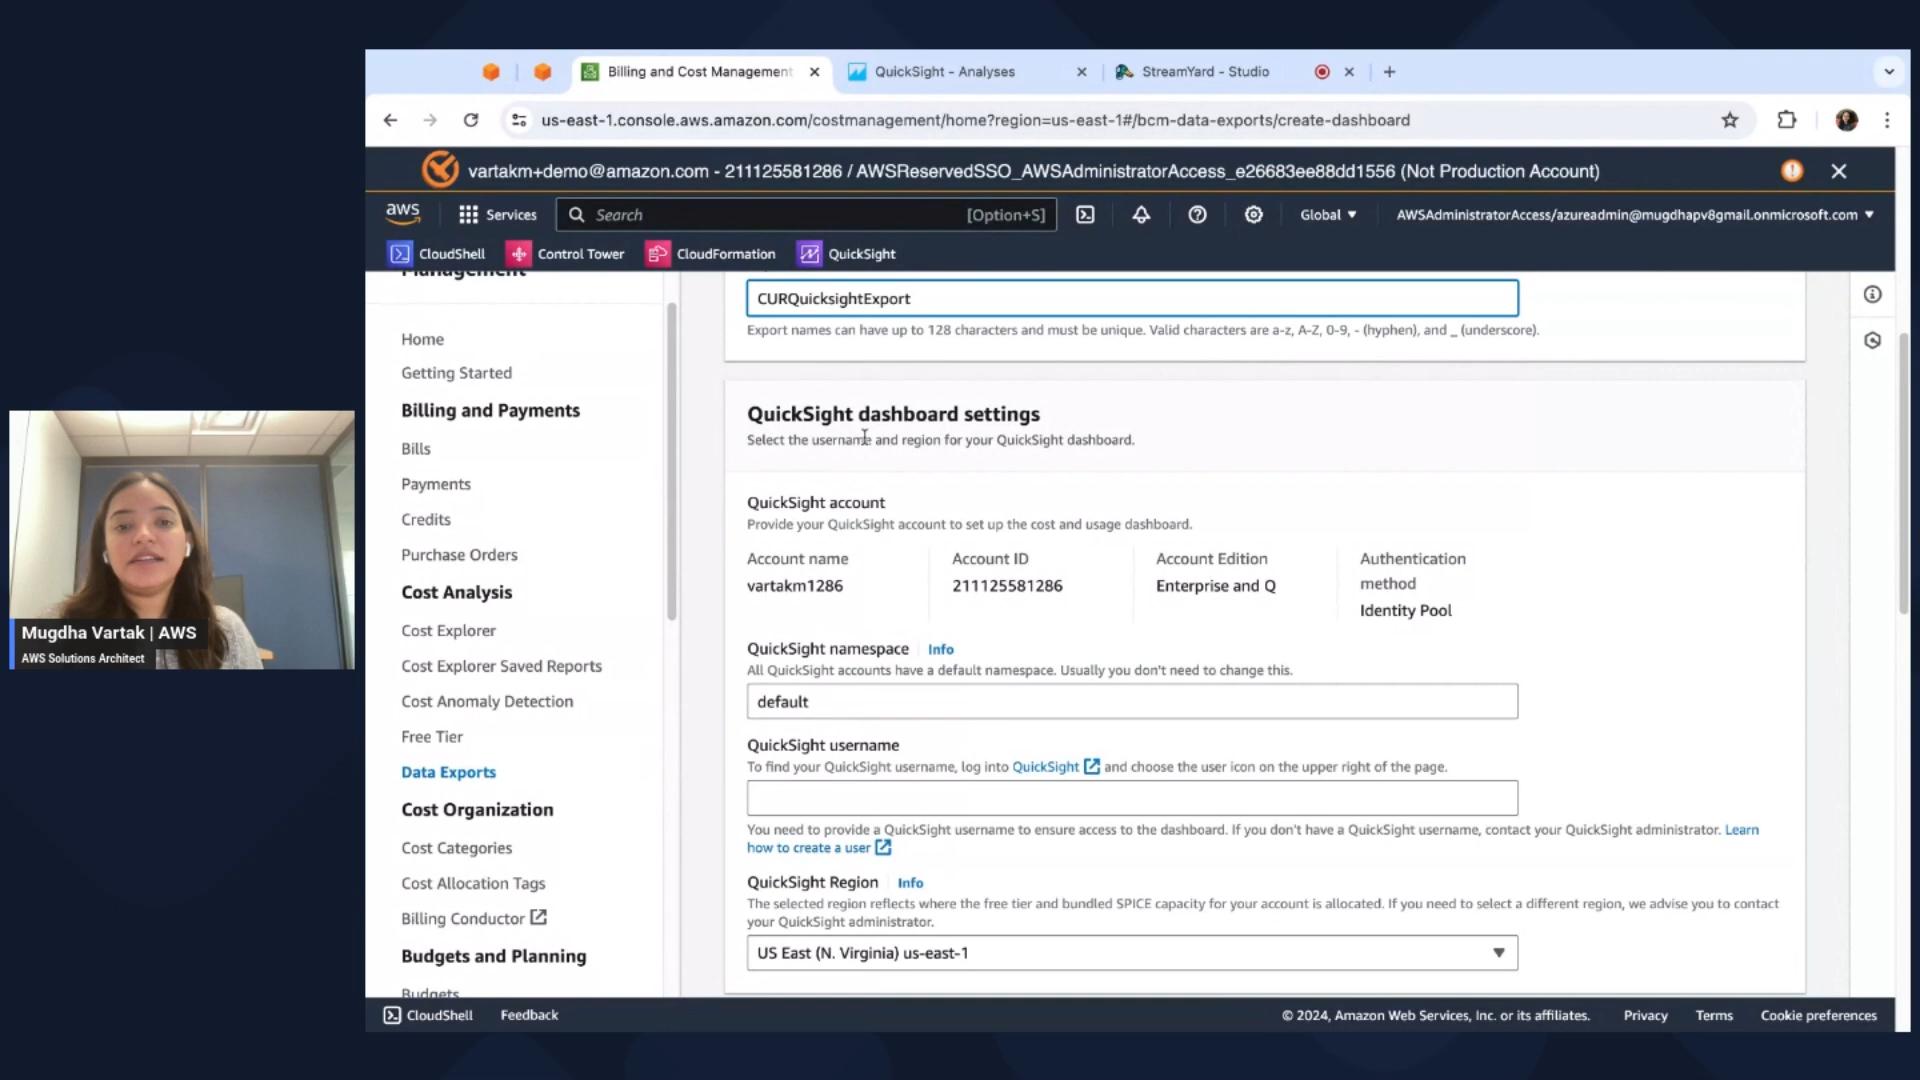 Billing and Cost Management
QuickSight - Analyses
StreamYard - Studio
us-east-1.console.aws.amazon.com/costmanagement/home?region=us-east-1#/bcm-data-exports/create-dashboard
vartakm+demo@amazon.com - 211125581286 / AWSReservedSSO_AWSAdministratorAccess_e26683ee88dd1556 (Not Production Account)
aws Services Search [Option+S] Global AWSAdministratorAccess/azureadmin@mugdhapv8gmail.onmicrosoft.com
CloudShell Control Tower CloudFormation QuickSight
Management
Home
Getting Started
Billing and Payments
Bills
Payments
Credits
Purchase Orders
Cost Analysis
Cost Explorer
Cost Explorer Saved Reports
Cost Anomaly Detection
Free Tier
Data Exports
Cost Organization
Cost Categories
Cost Allocation Tags
Billing Conductor
Budgets and Planning
Budgets
CURQuicksightExport
Export names can have up to 128 characters and must be unique. Valid characters are a-z, A-Z, 0-9, - (hyphen), and _ (underscore).
QuickSight dashboard settings
Select the username and region for your QuickSight dashboard.
QuickSight account
Provide your QuickSight account to set up the cost and usage dashboard.
Account name
vartakm1286
Account ID
211125581286
Account Edition
Enterprise and Q
Authentication
method
Identity Pool
QuickSight namespace Info
All QuickSight accounts have a default namespace. Usually you don't need to change this.
default
QuickSight username
To find your QuickSight username, log into QuickSight and choose the user icon on the upper right of the page.
You need to provide a QuickSight username to ensure access to the dashboard. If you don't have a QuickSight username, contact your QuickSight administrator. Learn
how to create a user
QuickSight Region Info
The selected region reflects where the free tier and bundled SPICE capacity for your account is allocated. If you need to select a different region, we advise you to contact
your QuickSight administrator.
US East (N. Virginia) us-east-1
CloudShell Feedback © 2024, Amazon Web Services, Inc. or its affiliates. Privacy Terms Cookie preferences
Mugdha Vartak | AWS
AWS Solutions Architect